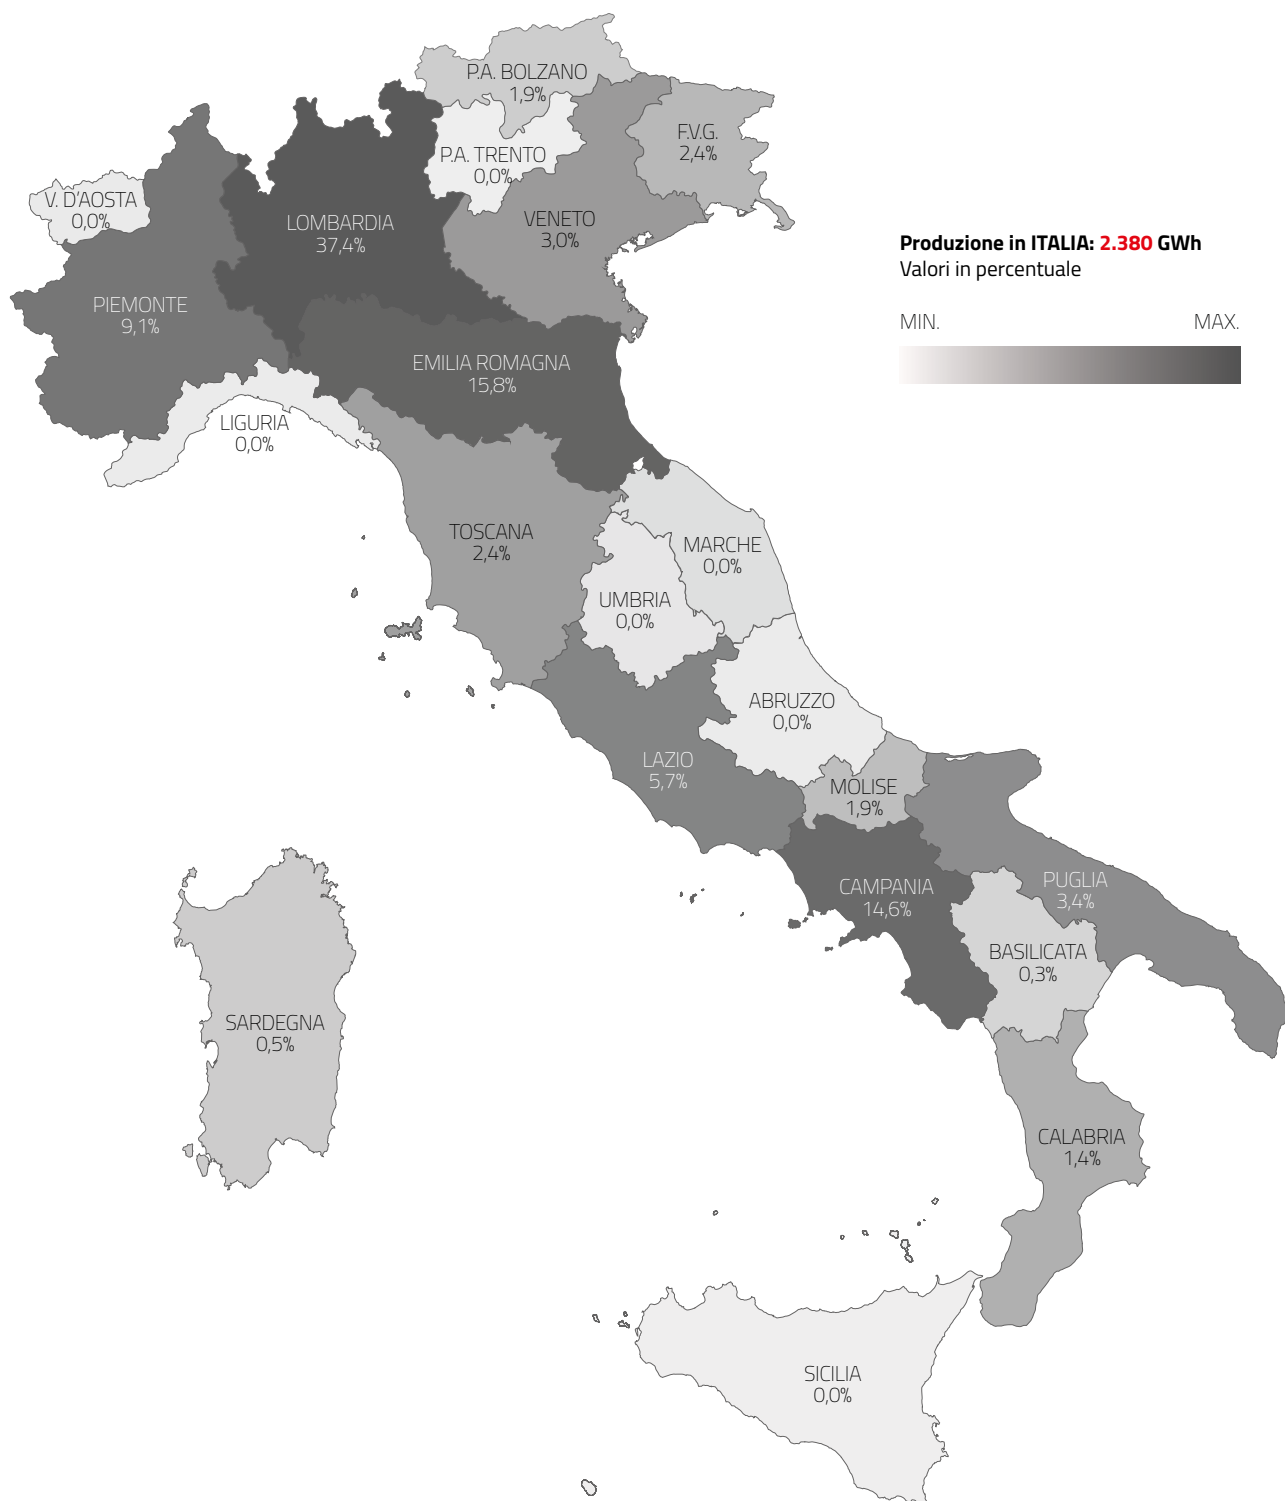 P.A. BOLZANO
1,9%
F.V.G.
2,4%
P.A. TRENTO
0,0%
V. D'AOSTA
0,0%
LOMBARDIA
37,4%
VENETO
3,0%
Produzione in ITALIA: 2.380 GWh
Valori in percentuale
MIN.
MAX.
PIEMONTE
9,1%
EMILIA ROMAGNA
15,8%
LIGURIA
0,0%
TOSCANA
2,4%
MARCHE
0,0%
UMBRIA
0,0%
ABRUZZO
0,0%
LAZIO
5,7%
MOLISE
1,9%
CAMPANIA
14,6%
PUGLIA
3,4%
BASILICATA
0,3%
SARDEGNA
0,5%
CALABRIA
1,4%
SICILIA
0,0%